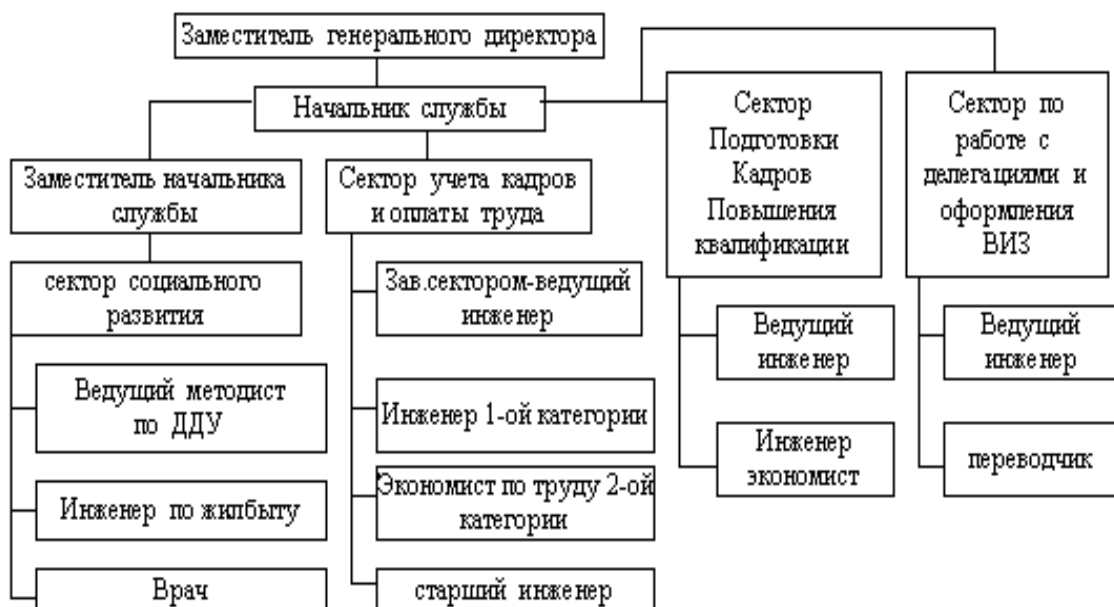 Заместитель генерального директора
Начальник службы
Заместитель начальника
службы
Сектор учета кадров
и оплаты труда
Сектор
Подготовки
Кадров
Повышения
квалификации
Сектор по
работе с
делегациями и
оформления
ВИЗ
сектор социального
развития
Ведущий методист
по ДДУ
Инженер по жилбыту
Врач
Зав.сектором-ведущий
инженер
Инженер 1-ой категории
Экономист по труду 2-ой
категории
старший инженер
Ведущий
инженер
Инженер
экономист
Ведущий
инженер
переводчик